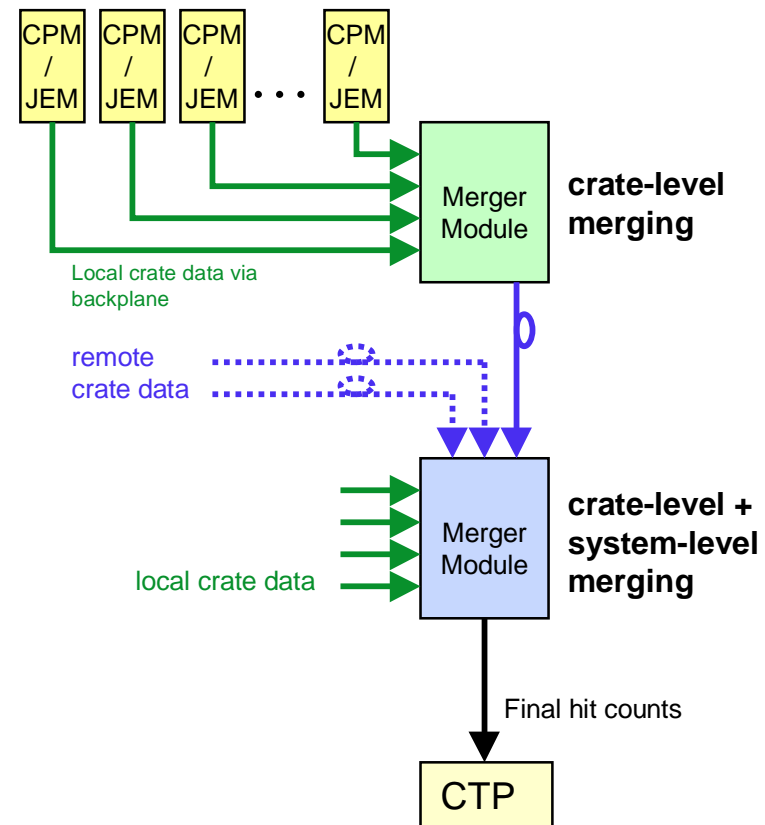 CPM
/
JEM
CPM
/
JEM
CPM
/
JEM
. . .
CPM
/
JEM
Merger
Module
crate-level
merging
Local crate data via
backplane
remote
crate data
Merger
Module
crate-level +
system-level
merging
local crate data
Final hit counts
CTP